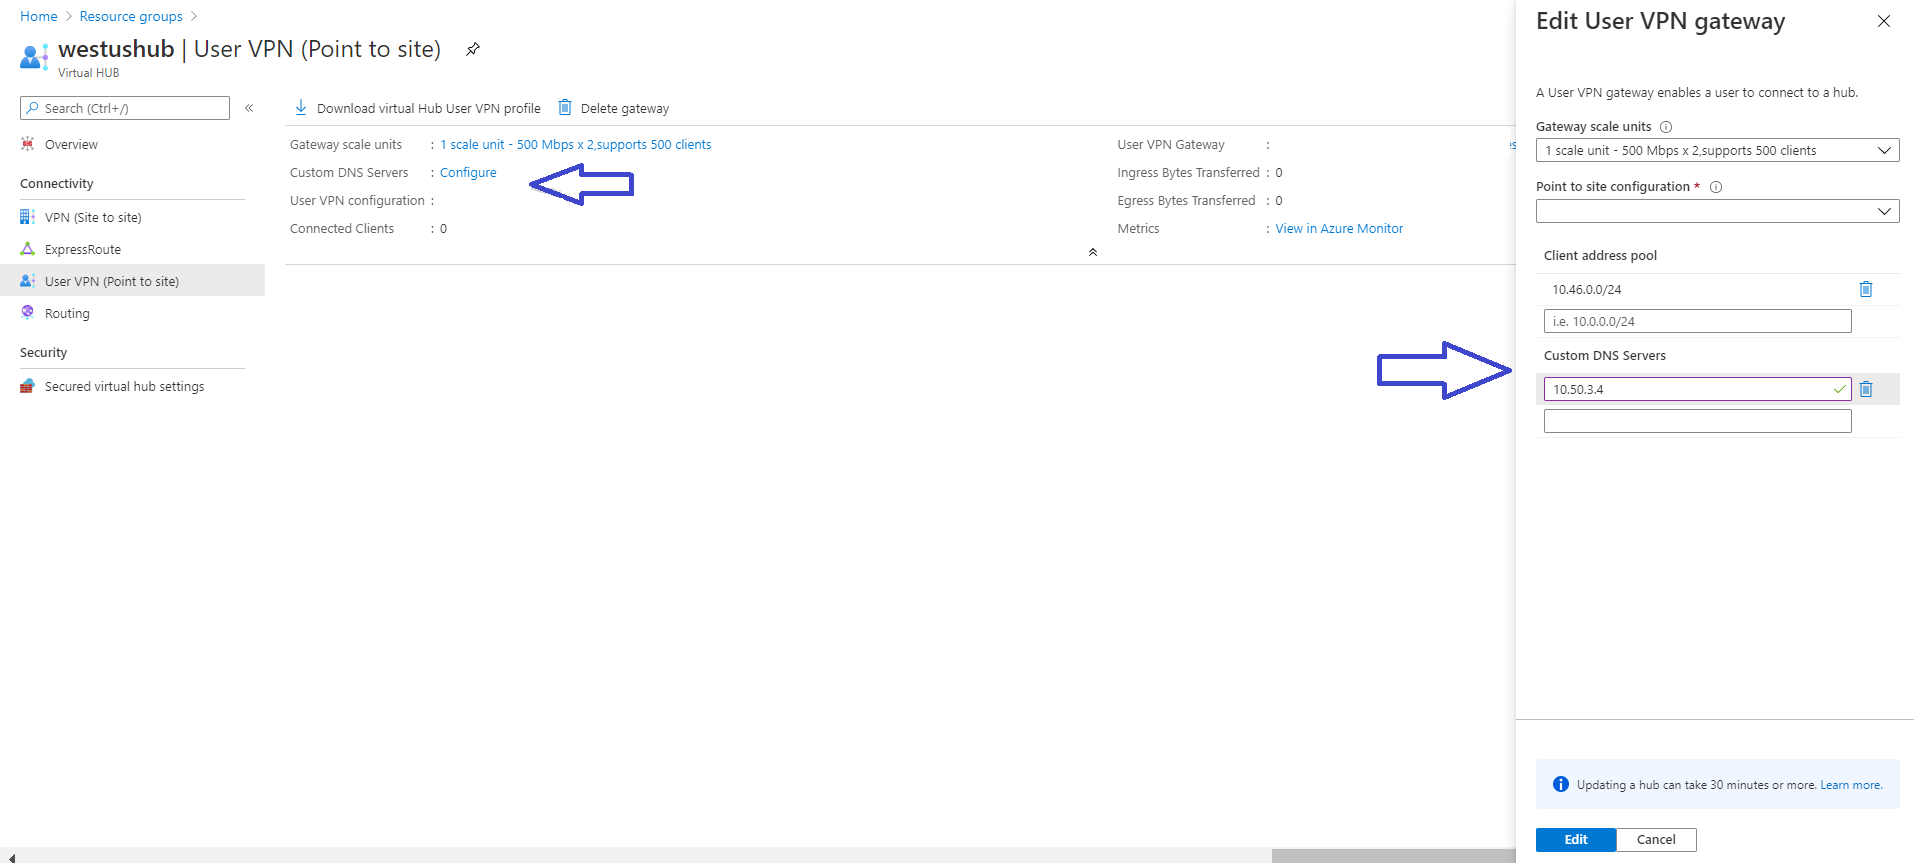 Home > Resource groups >
westushub | User VPN (Point to site)
Virtual HUB
Search (Ctrl+/)
«
Overview
Connectivity
VPN (Site to site)
ExpressRoute
User VPN (Point to site)
Routing
Security
Secured virtual hub settings
Download virtual Hub User VPN profile
Delete gateway
Gateway scale units : 1 scale unit - 500 Mbps x 2,supports 500 clients
Custom DNS Servers : Configure
User VPN configuration :
Connected Clients : 0
User VPN Gateway :
Ingress Bytes Transferred : 0
Egress Bytes Transferred : 0
Metrics : View in Azure Monitor
Edit User VPN gateway
A User VPN gateway enables a user to connect to a hub.
Gateway scale units
1 scale unit - 500 Mbps x 2,supports 500 clients
Point to site configuration *
Client address pool
10.46.0.0/24
i.e. 10.0.0.0/24
Custom DNS Servers
10.50.3.4
Updating a hub can take 30 minutes or more. Learn more.
Edit
Cancel